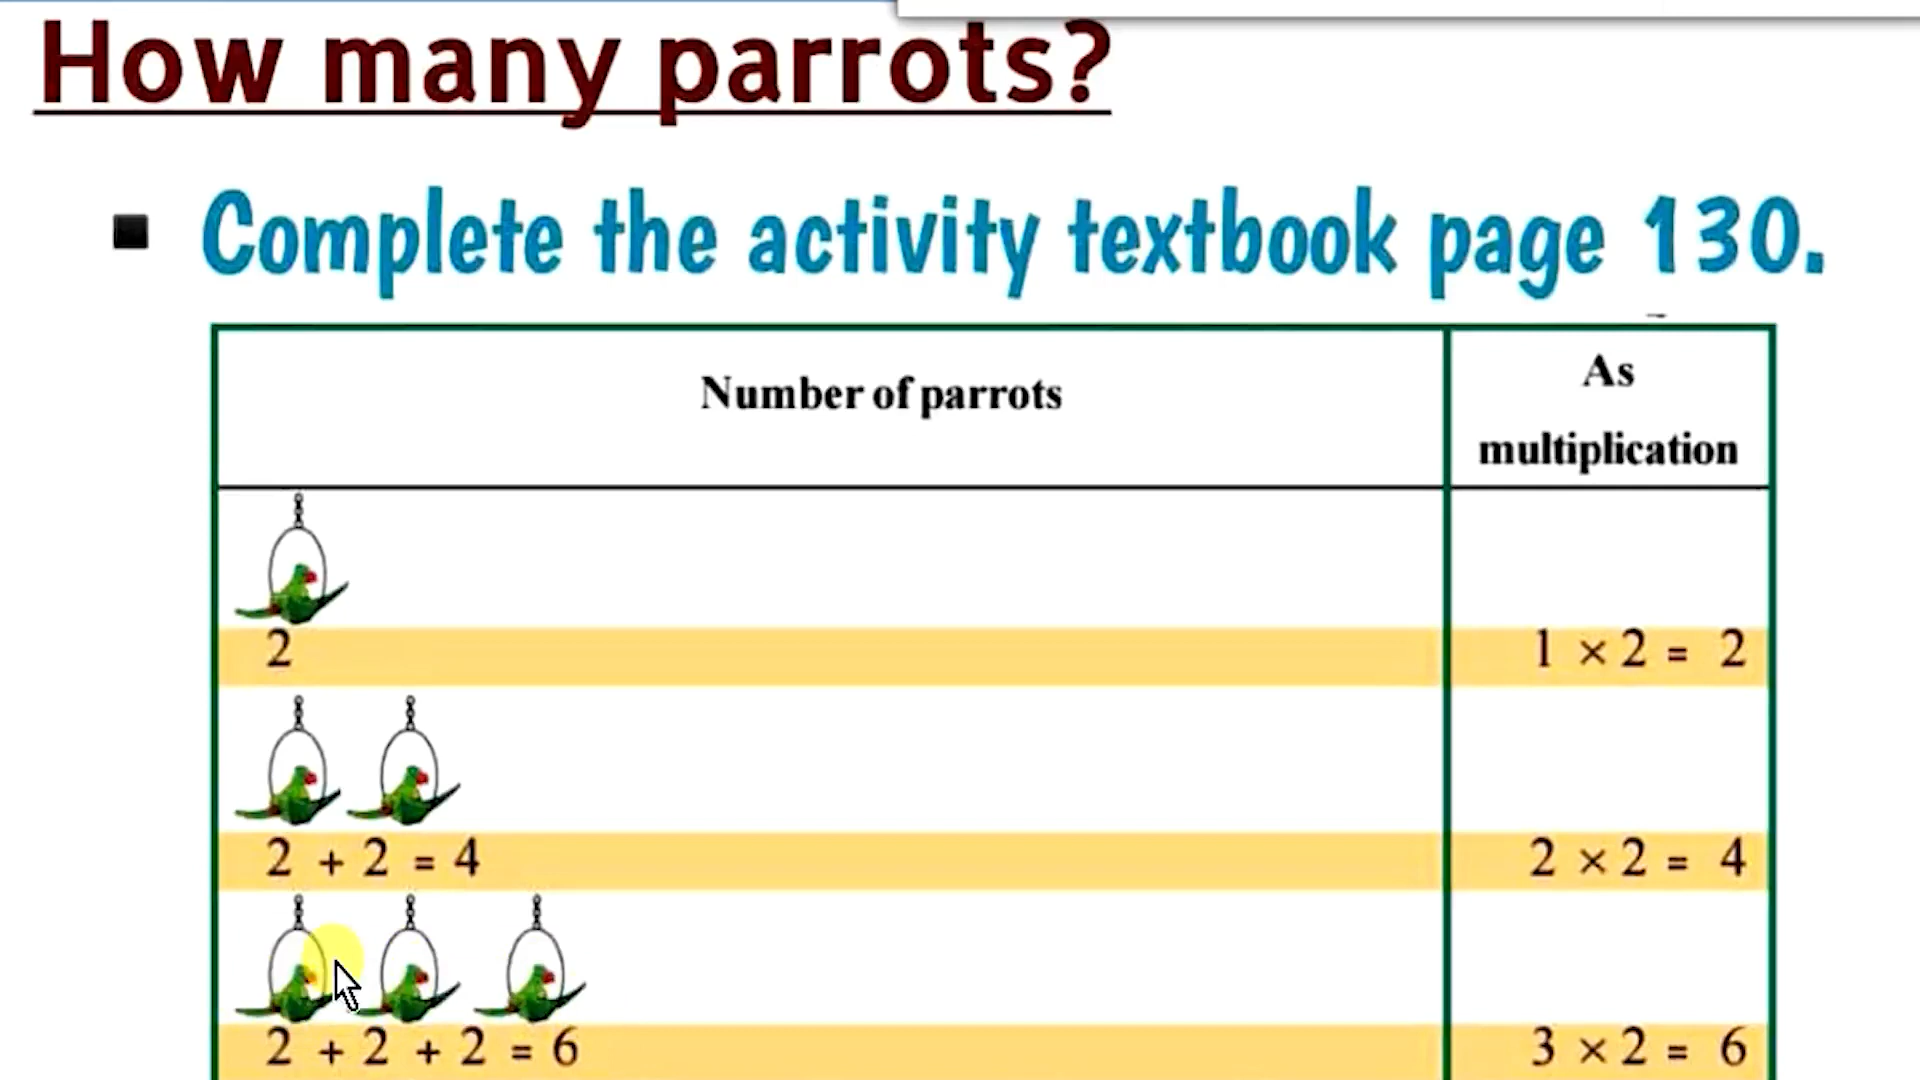 How many parrots?
▪ Complete the activity textbook page 130.
Number of parrots
As
multiplication
2
1 × 2 = 2
2 + 2 = 4
2 × 2 = 4
2 + 2 + 2 = 6
3 × 2 = 6